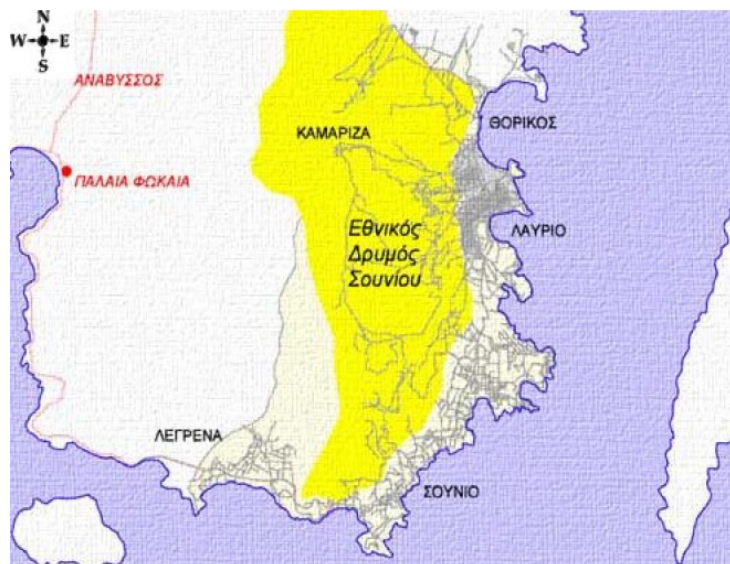 N
W E
S
ΑΝΑΒΥΣΣΟΣ
ΘΟΡΙΚΟΣ
ΚΑΜΑΡΙΖΑ
ΠΑΛΑΙΑ ΦΩΚΑΙΑ
ΛΑΥΡΙΟ
Εθνικός
Δρυμός
Σουνίου
ΛΕΓΡΕΝΑ
ΣΟΥΝΙΟ